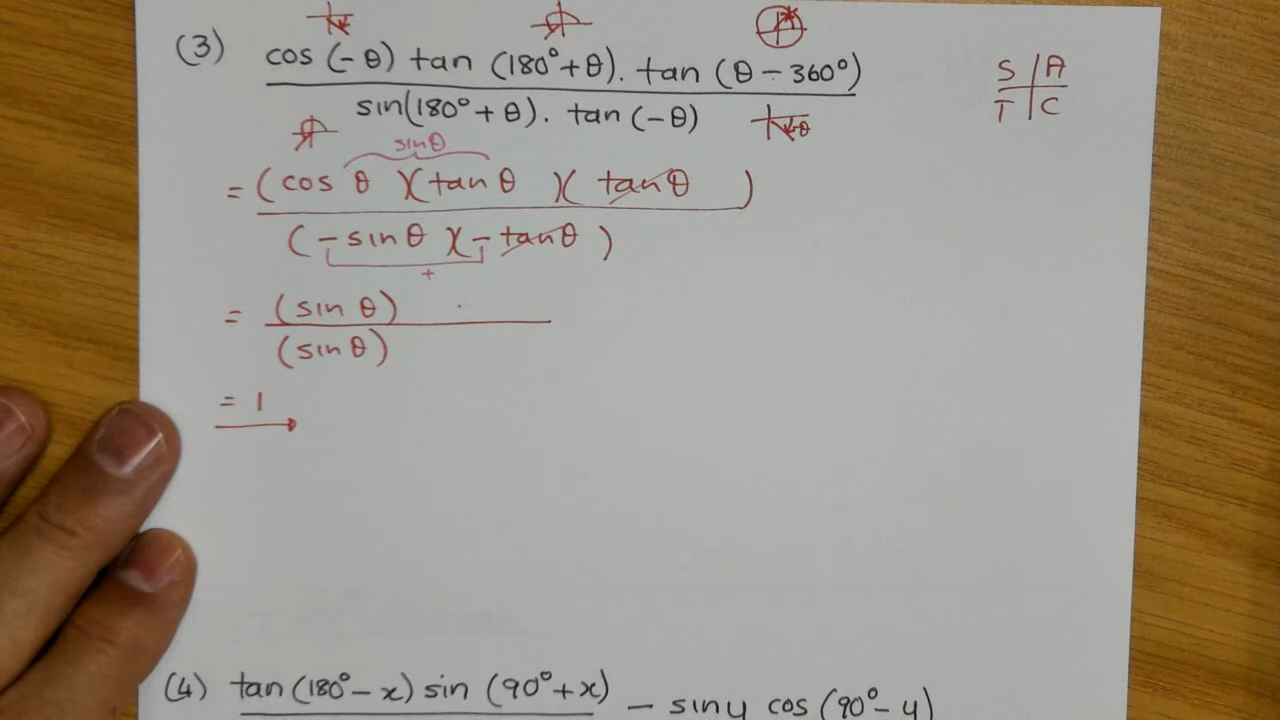 (3) cos (-θ) tan (180° + θ) . tan (θ - 360°)
sin(180° + θ) . tan (-θ)
S A
T C
-θ
sinθ
= (cos θ)(tan θ)(tan θ)
(- sin θ)(- tan θ)
+
= (sin θ)
(sin θ)
= 1
(4) tan (180° - x) sin (90° + x) - sin y cos (90° - y)